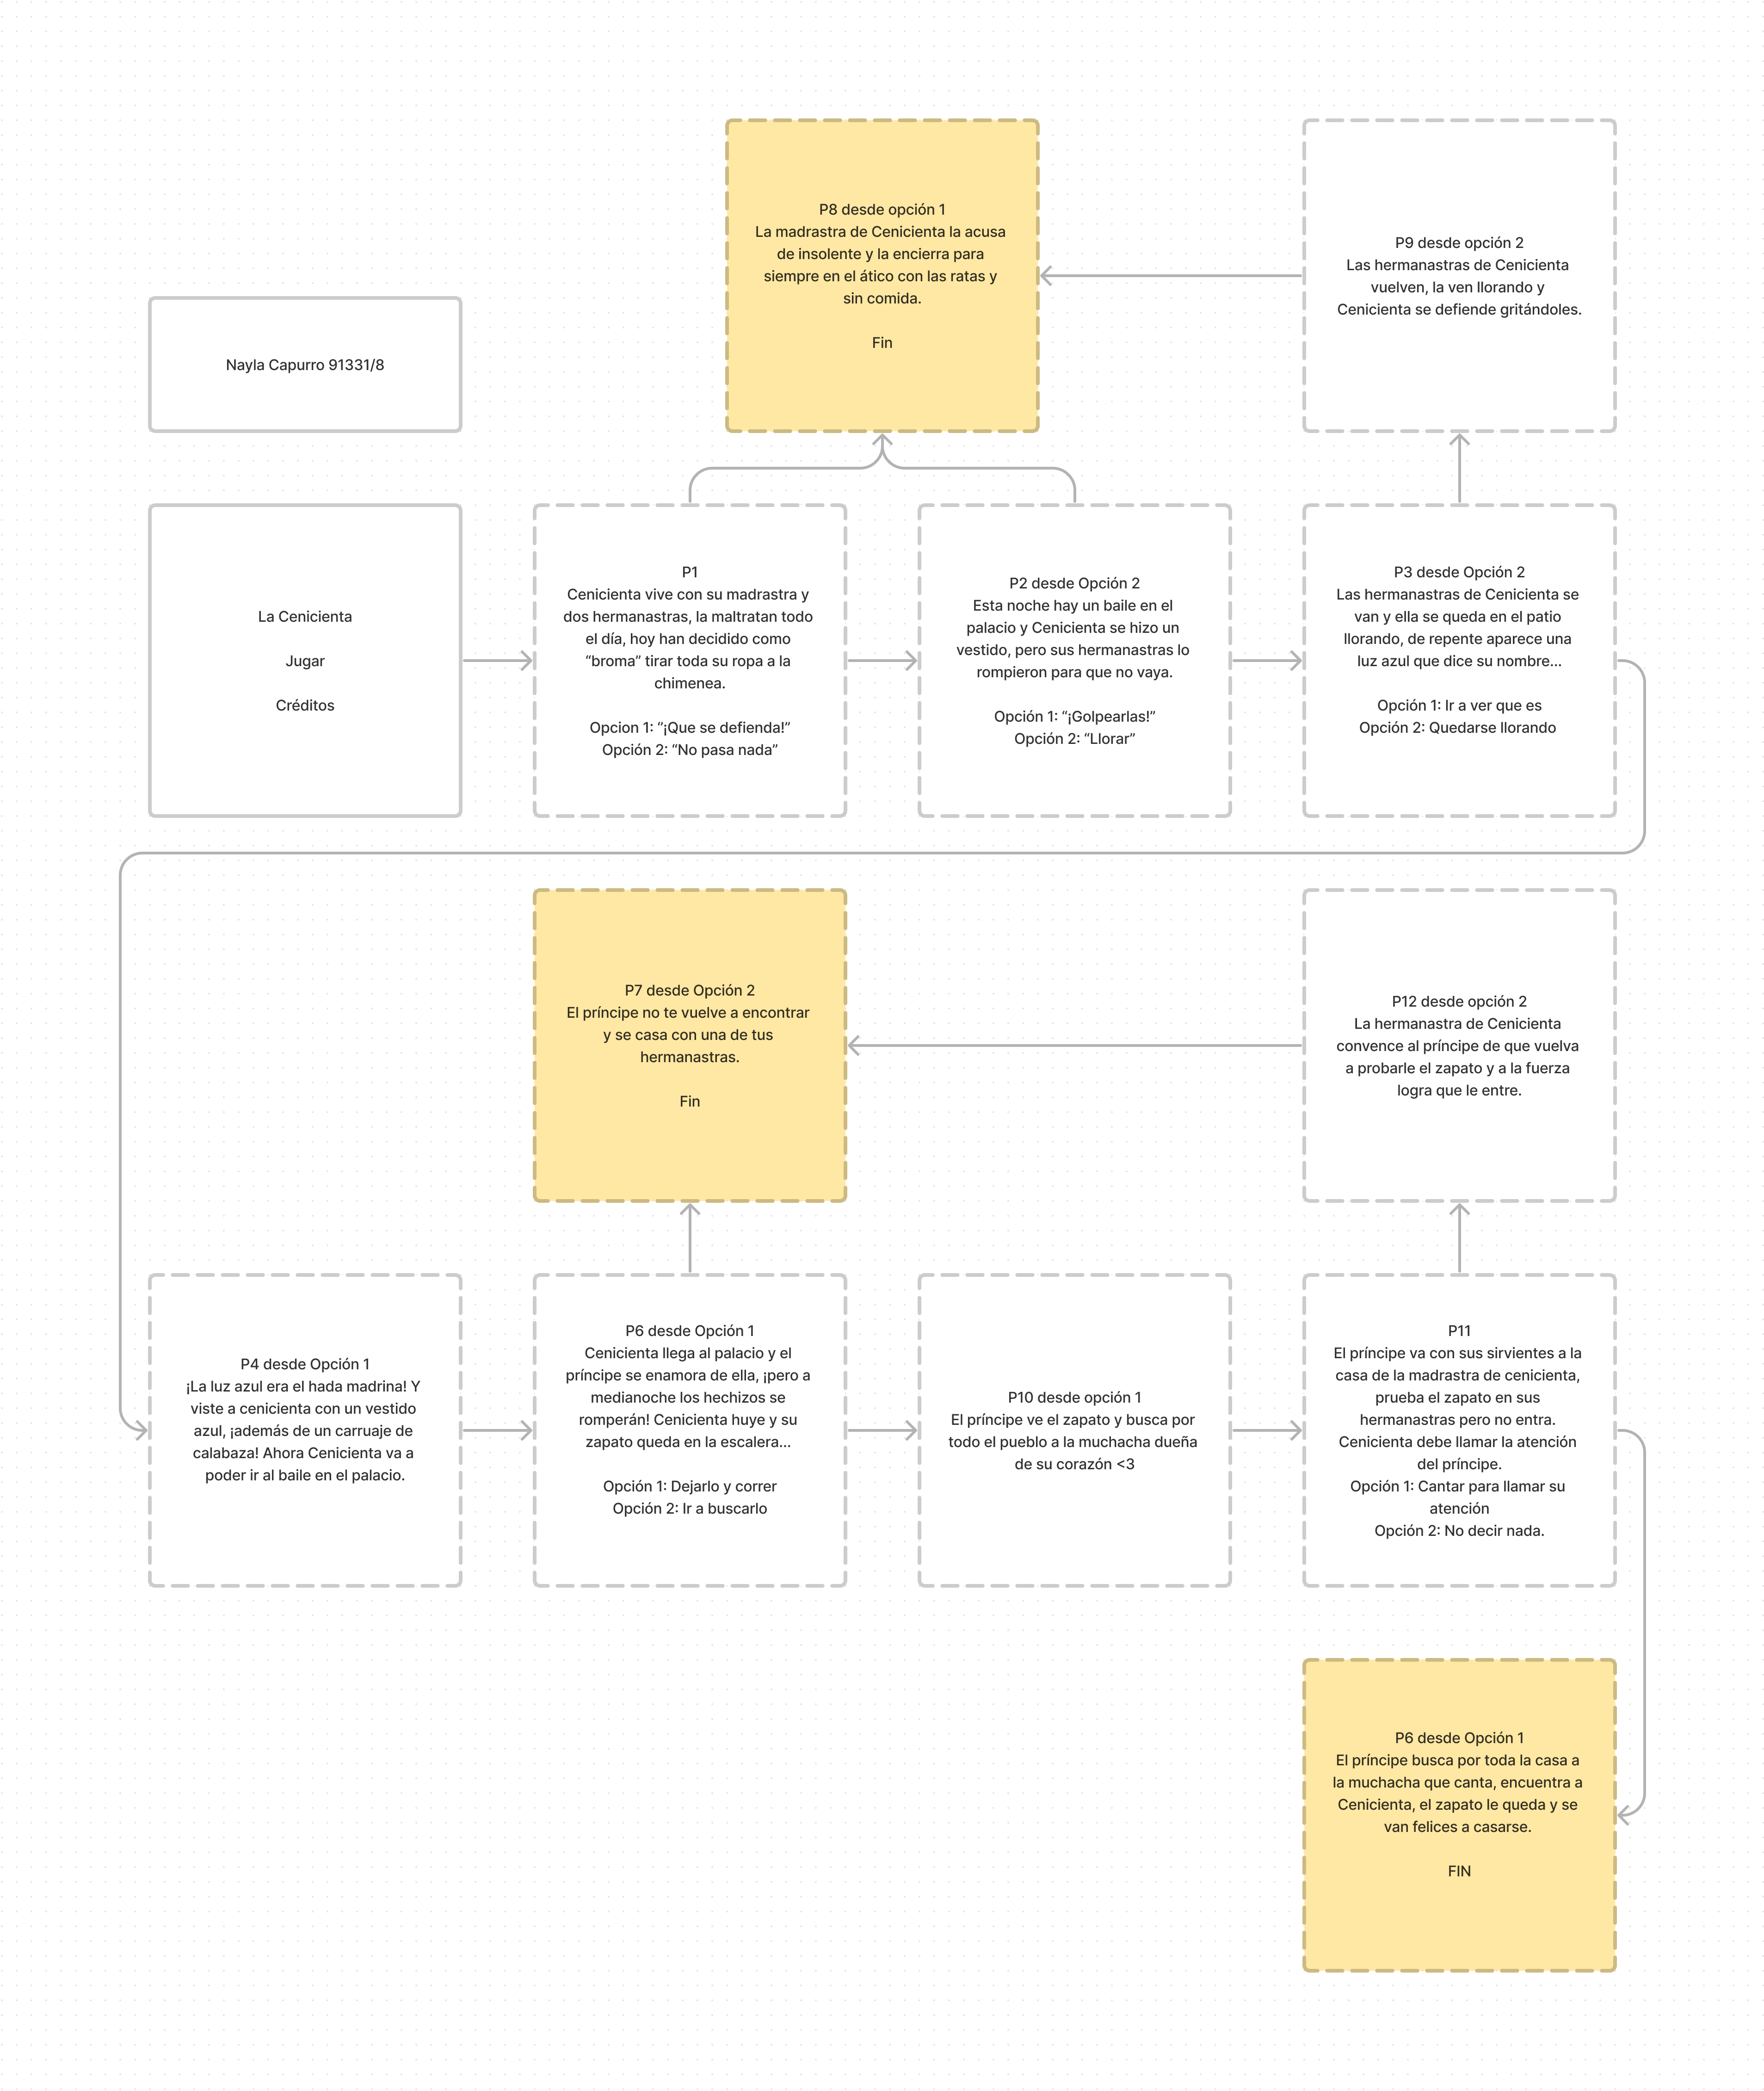 P8 desde opción 1
La madrastra de Cenicienta la acusa
de insolente y la encierra para
siempre en el ático con las ratas y
sin comida.
Fin
P9 desde opción 2
Las hermanastras de Cenicienta
vuelven, la ven llorando y
Cenicienta se defiende gritándoles.
Nayla Capurro 91331/8
La Cenicienta
Jugar
Créditos
P1
Cenicienta vive con su madrastra y
dos hermanastras, la maltratan todo
el día, hoy han decidido como
“broma” tirar toda su ropa a la
chimenea.
Opcion 1: ”¡Que se defienda!”
Opción 2: “No pasa nada”
P2 desde Opción 2
Esta noche hay un baile en el
palacio y Cenicienta se hizo un
vestido, pero sus hermanastras lo
rompieron para que no vaya.
Opción 1: “¡Golpearlas!”
Opción 2: “Llorar”
P3 desde Opción 2
Las hermanastras de Cenicienta se
van y ella se queda en el patio
llorando, de repente aparece una
luz azul que dice su nombre...
Opción 1: Ir a ver que es
Opción 2: Quedarse llorando
P7 desde Opción 2
El príncipe no te vuelve a encontrar
y se casa con una de tus
hermanastras.
Fin
P12 desde opción 2
La hermanastra de Cenicienta
convence al príncipe de que vuelva
a probarle el zapato y a la fuerza
logra que le entre.
P4 desde Opción 1
¡La luz azul era el hada madrina! Y
viste a cenicienta con un vestido
azul, ¡además de un carruaje de
calabaza! Ahora Cenicienta va a
poder ir al baile en el palacio.
P6 desde Opción 1
Cenicienta llega al palacio y el
príncipe se enamora de ella, ¡pero a
medianoche los hechizos se
romperán! Cenicienta huye y su
zapato queda en la escalera...
Opción 1: Dejarlo y correr
Opción 2: Ir a buscarlo
P10 desde opción 1
El príncipe ve el zapato y busca por
todo el pueblo a la muchacha dueña
de su corazón <3
P11
El príncipe va con sus sirvientes a la
casa de la madrastra de cenicienta,
prueba el zapato en sus
hermanastras pero no entra.
Cenicienta debe llamar la atención
del príncipe.
Opción 1: Cantar para llamar su
atención
Opción 2: No decir nada.
P6 desde Opción 1
El príncipe busca por toda la casa a
la muchacha que canta, encuentra a
Cenicienta, el zapato le queda y se
van felices a casarse.
FIN